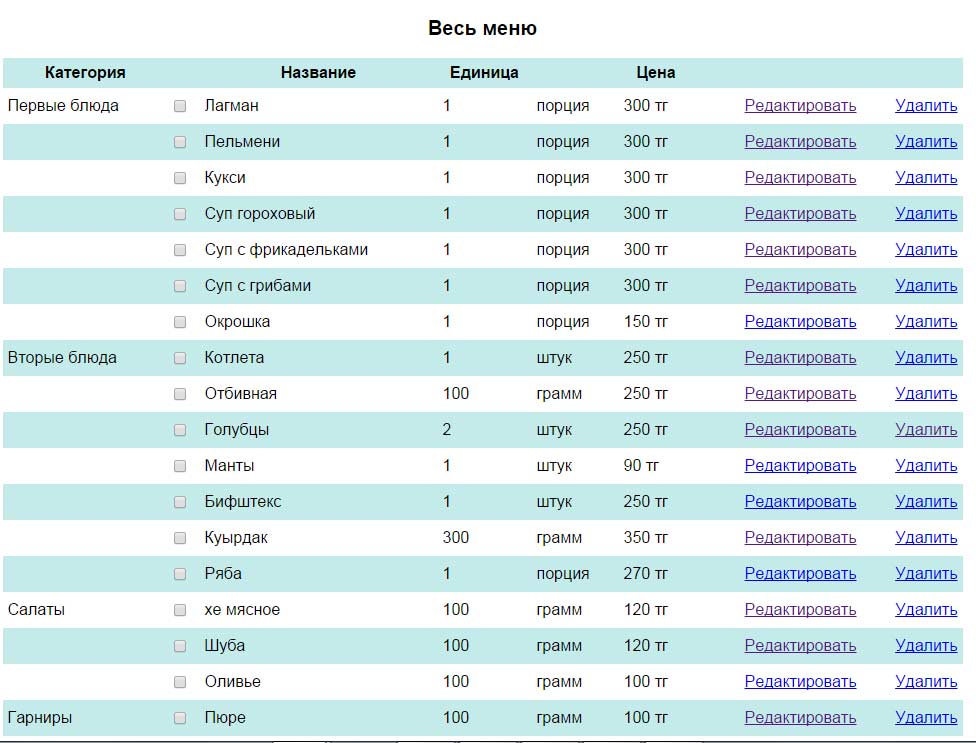 Весь меню
Категория Название Единица Цена
Первые блюда Лагман 1 порция 300 тг Редактировать Удалить
Пельмени 1 порция 300 тг Редактировать Удалить
Кукси 1 порция 300 тг Редактировать Удалить
Суп гороховый 1 порция 300 тг Редактировать Удалить
Суп с фрикадельками 1 порция 300 тг Редактировать Удалить
Суп с грибами 1 порция 300 тг Редактировать Удалить
Окрошка 1 порция 150 тг Редактировать Удалить
Вторые блюда Котлета 1 штук 250 тг Редактировать Удалить
Отбивная 100 грамм 250 тг Редактировать Удалить
Голубцы 2 штук 250 тг Редактировать Удалить
Манты 1 штук 90 тг Редактировать Удалить
Бифштекс 1 штук 250 тг Редактировать Удалить
Куырдак 300 грамм 350 тг Редактировать Удалить
Ряба 1 порция 270 тг Редактировать Удалить
Салаты хе мясное 100 грамм 120 тг Редактировать Удалить
Шуба 100 грамм 120 тг Редактировать Удалить
Оливье 100 грамм 100 тг Редактировать Удалить
Гарниры Пюре 100 грамм 100 тг Редактировать Удалить